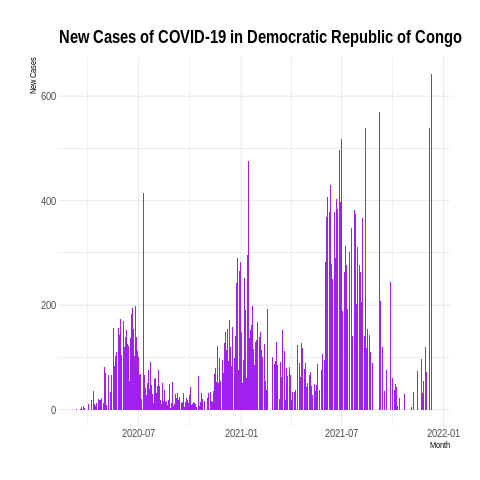 New Cases of COVID-19 in Democratic Republic of Congo
New Cases
600
400
200
0
2020-07
2021-01
2021-07
2022-01
Month